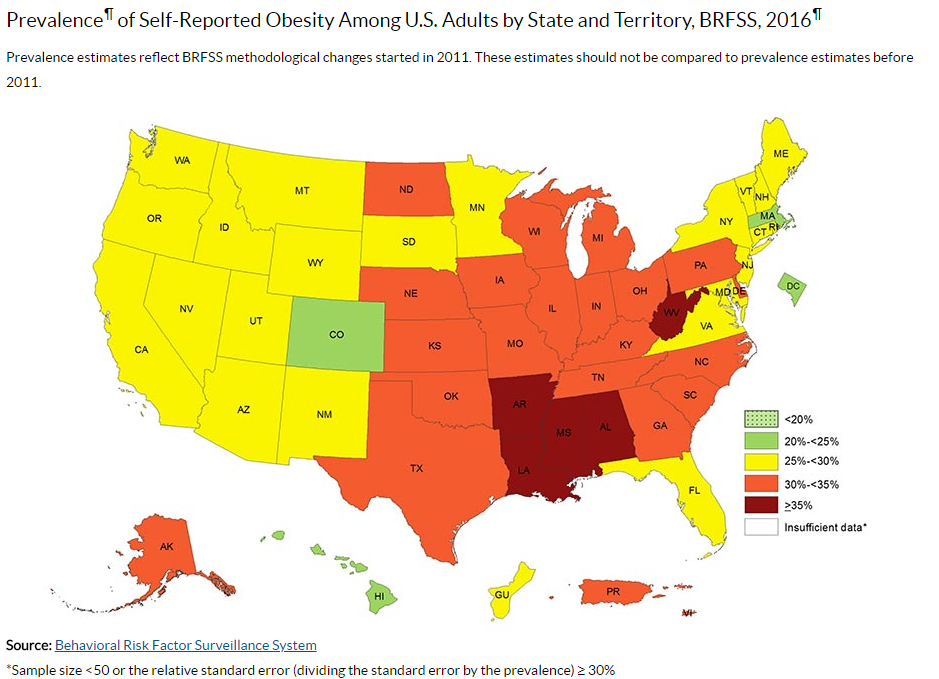 Prevalence¶ of Self-Reported Obesity Among U.S. Adults by State and Territory, BRFSS, 2016¶
Prevalence estimates reflect BRFSS methodological changes started in 2011. These estimates should not be compared to prevalence estimates before
2011.
WA
MT
ND
MN
ME
VT
NH
OR
ID
SD
WI
MI
NY
MA
CT
RI
WY
NE
IA
PA
NJ
DC
NV
UT
CO
IL
IN
OH
MD
DE
WV
VA
CA
KS
MO
KY
NC
AZ
NM
OK
AR
TN
SC
MS
AL
GA
TX
LA
FL
<20%
20%-<25%
25%-<30%
30%-<35%
≥35%
Insufficient data*
AK
HI
GU
PR
VI
Source: Behavioral Risk Factor Surveillance System
*Sample size <50 or the relative standard error (dividing the standard error by the prevalence) ≥ 30%